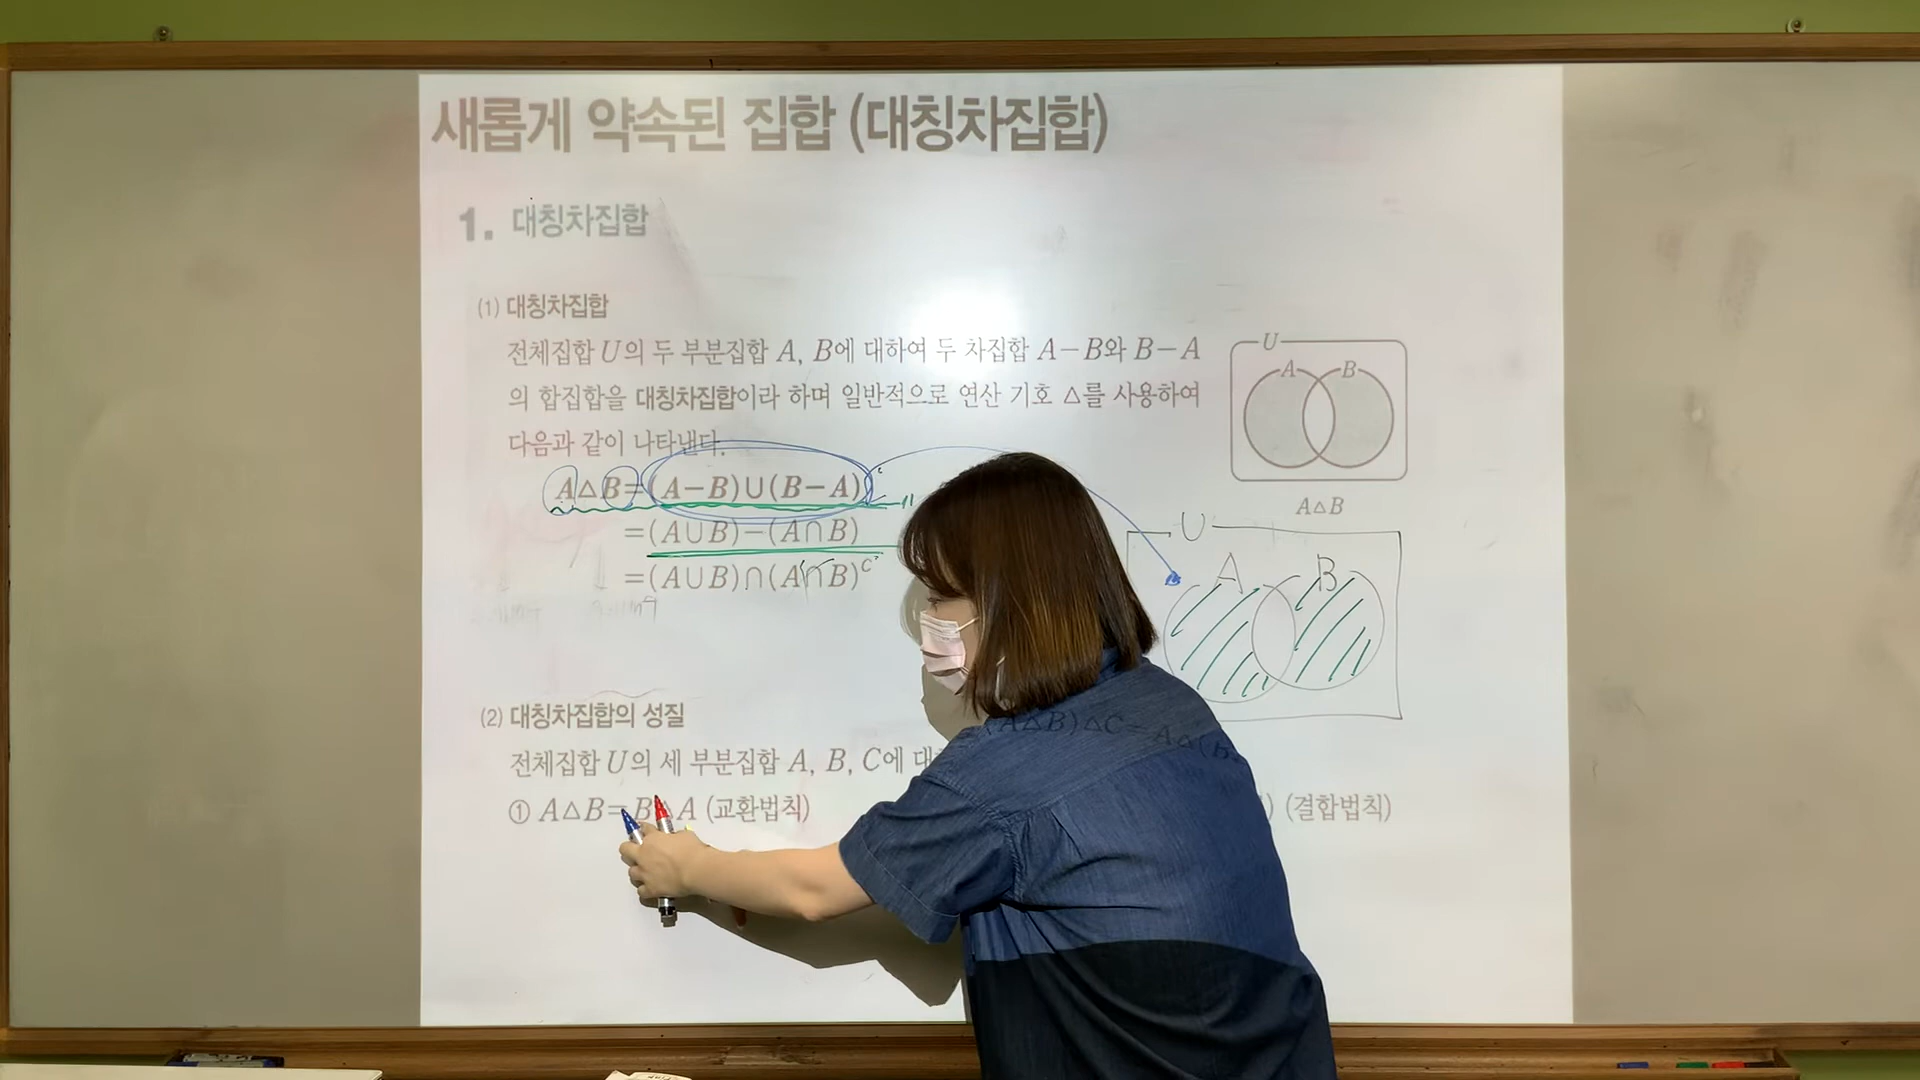 새롭게 약속된 집합 (대칭차집합)
1. 대칭차집합
(1) 대칭차집합
전체집합 U의 두 부분집합 A, B에 대하여 두 차집합 A-B와 B-A
의 합집합을 대칭차집합이라 하며 일반적으로 연산 기호 △를 사용하여
다음과 같이 나타낸다.
A△B=(A-B)∪(B-A)
=(A∪B)-(A∩B)
=(A∪B)∩(A∩B)ᶜ
U
A B
A△B
U
A B
(2) 대칭차집합의 성질
전체집합 U의 세 부분집합 A, B, C에
① A△B=B△A (교환법칙)
(A△B)△C=A△(B
) (결합법칙)